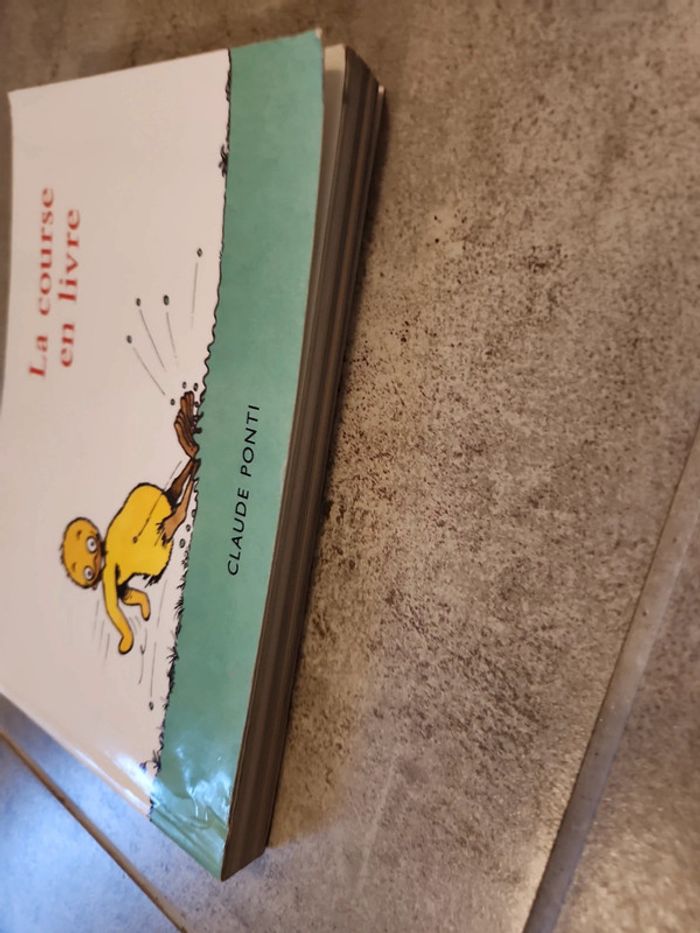 La course
en livre
CLAUDE PONTI